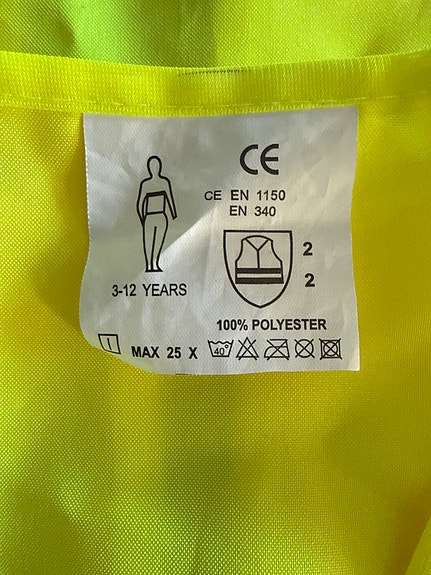 CE
CE EN 1150
EN 340
2
2
3-12 YEARS
100% POLYESTER
MAX 25 X 40°